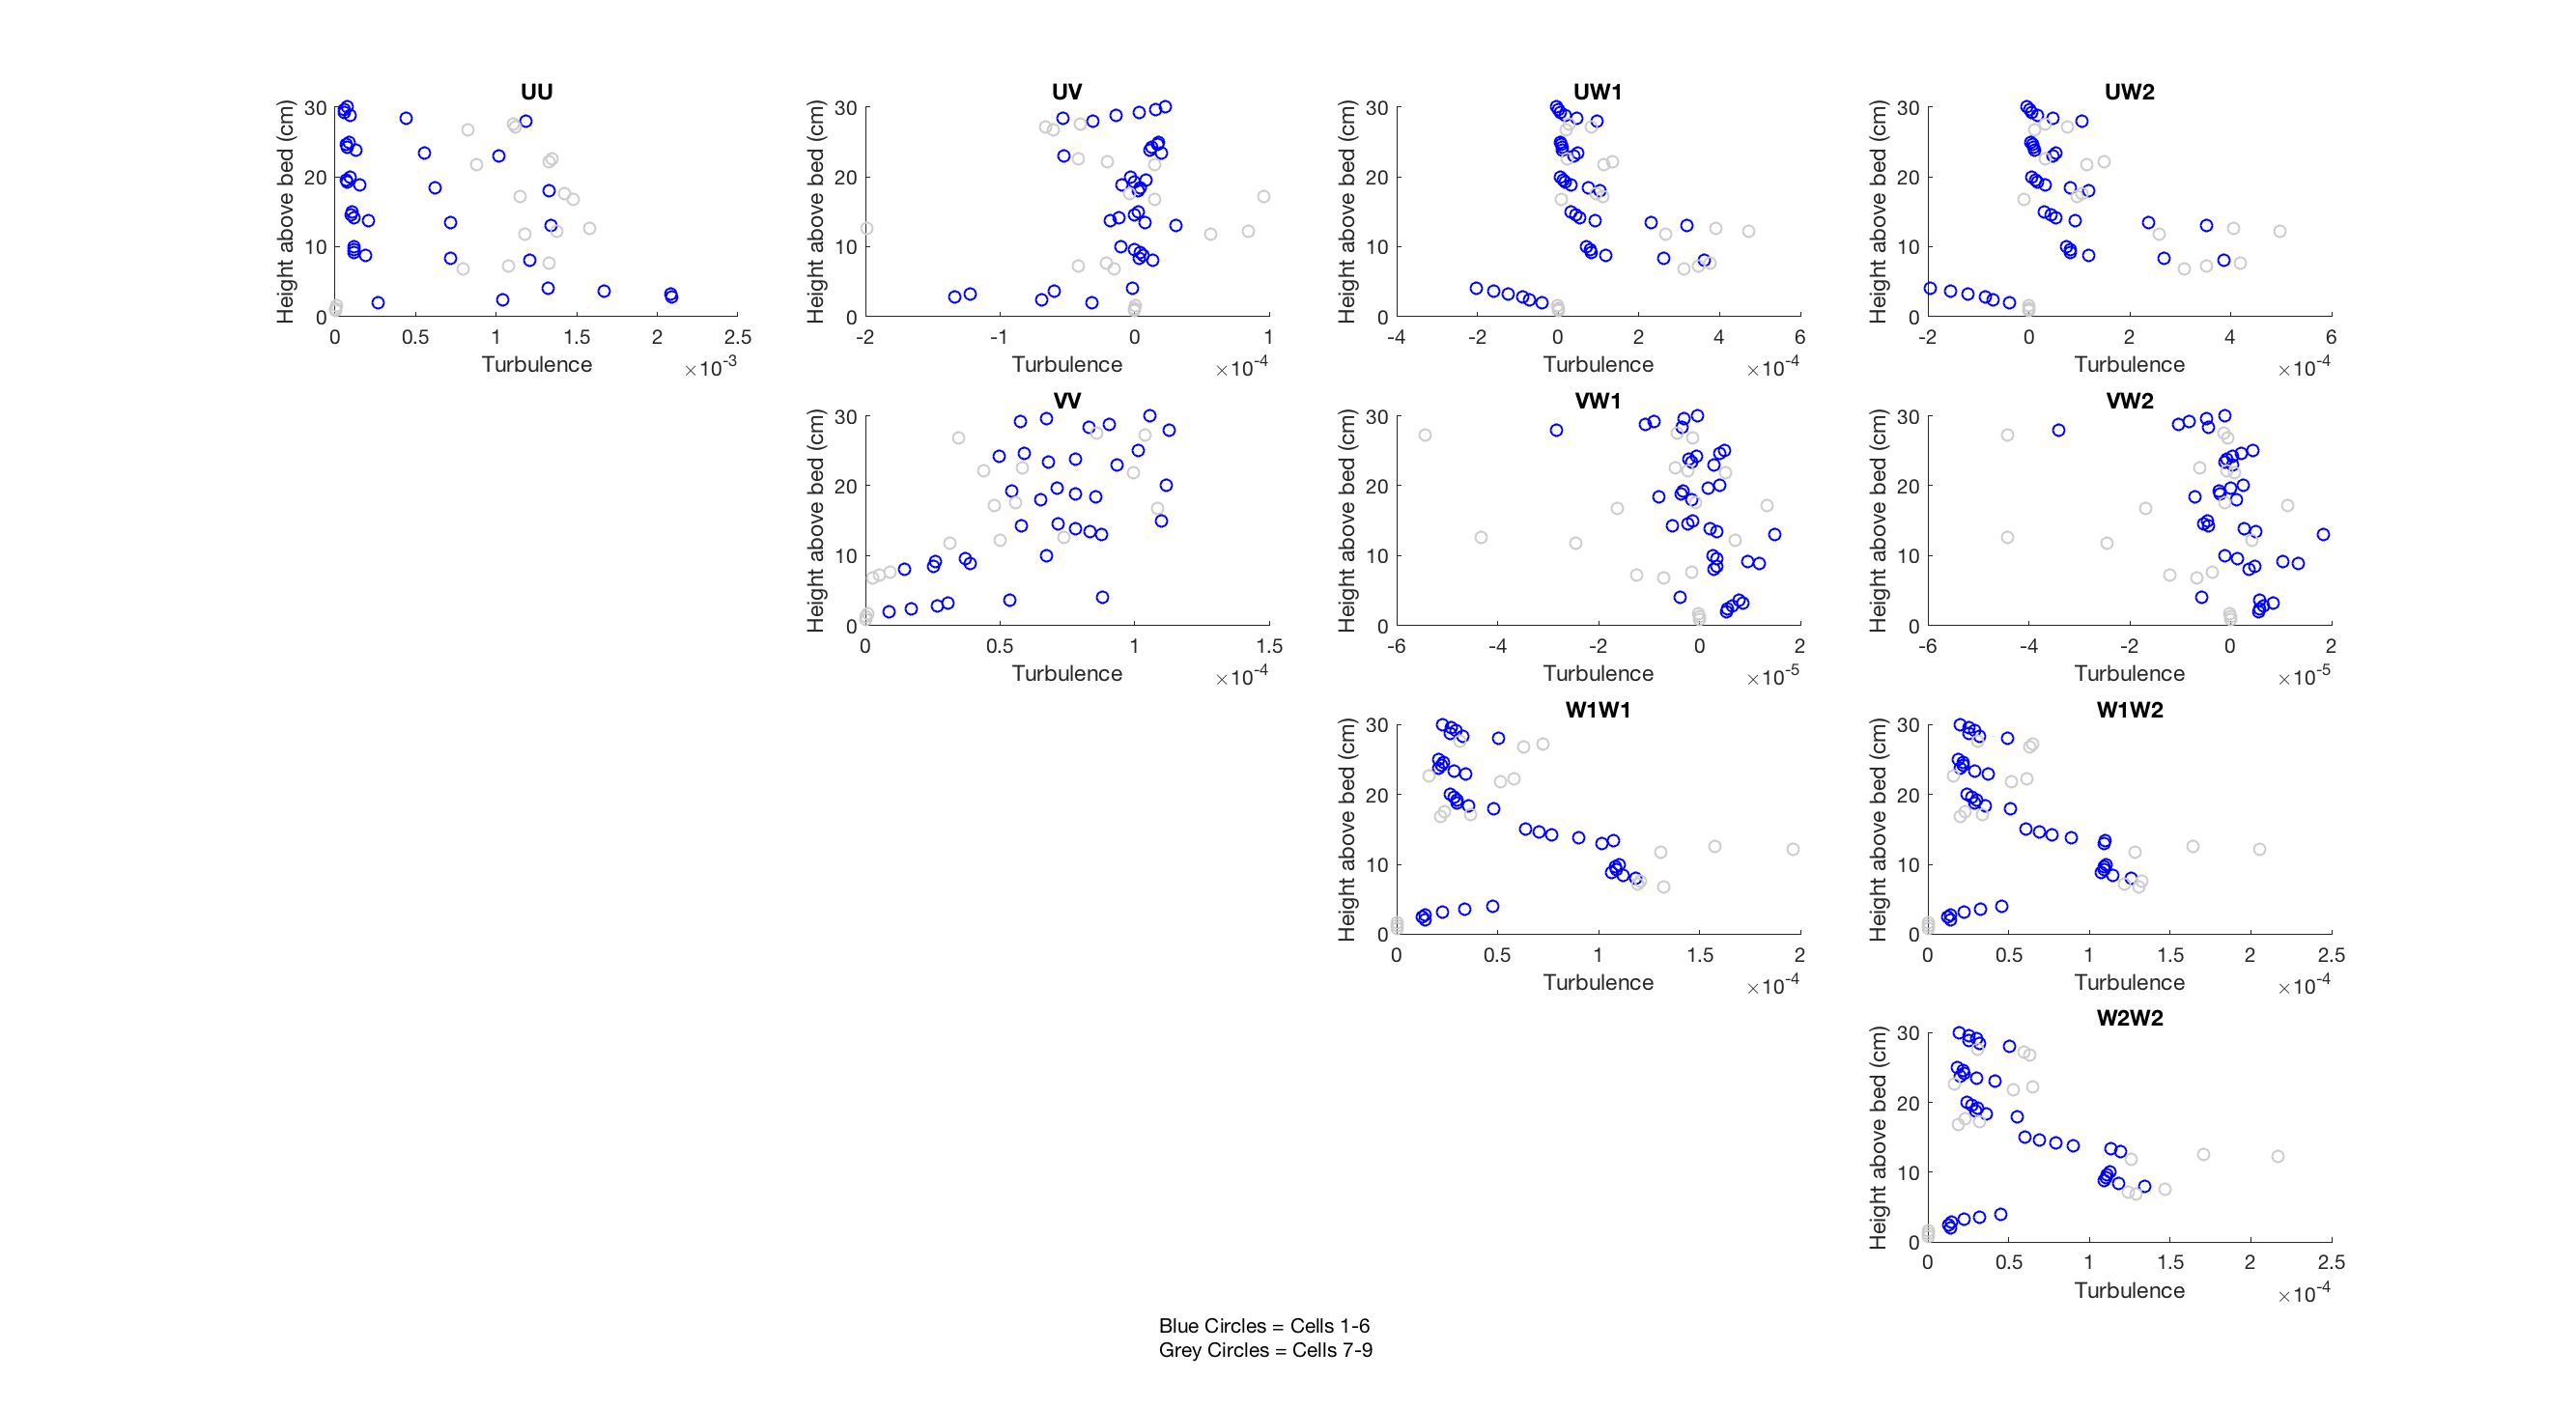 UU
UV
UW1
UW2
Height above bed (cm)
30
20
10
0
0 0.5 1 1.5 2 2.5
Turbulence
×10-3
Height above bed (cm)
30
20
10
0
-2 -1 0 1
Turbulence
×10-4
Height above bed (cm)
30
20
10
0
-4 -2 0 2 4 6
Turbulence
×10-4
Height above bed (cm)
30
20
10
0
-2 0 2 4 6
Turbulence
×10-4
VV
Height above bed (cm)
30
20
10
0
0 0.5 1 1.5
Turbulence
×10-4
VW1
Height above bed (cm)
30
20
10
0
-6 -4 -2 0 2
Turbulence
×10-5
VW2
Height above bed (cm)
30
20
10
0
-6 -4 -2 0 2
Turbulence
×10-5
W1W1
Height above bed (cm)
30
20
10
0
0 0.5 1 1.5 2
Turbulence
×10-4
W1W2
Height above bed (cm)
30
20
10
0
0 0.5 1 1.5 2 2.5
Turbulence
×10-4
W2W2
Height above bed (cm)
30
20
10
0
0 0.5 1 1.5 2 2.5
Turbulence
×10-4
Blue Circles = Cells 1-6
Grey Circles = Cells 7-9